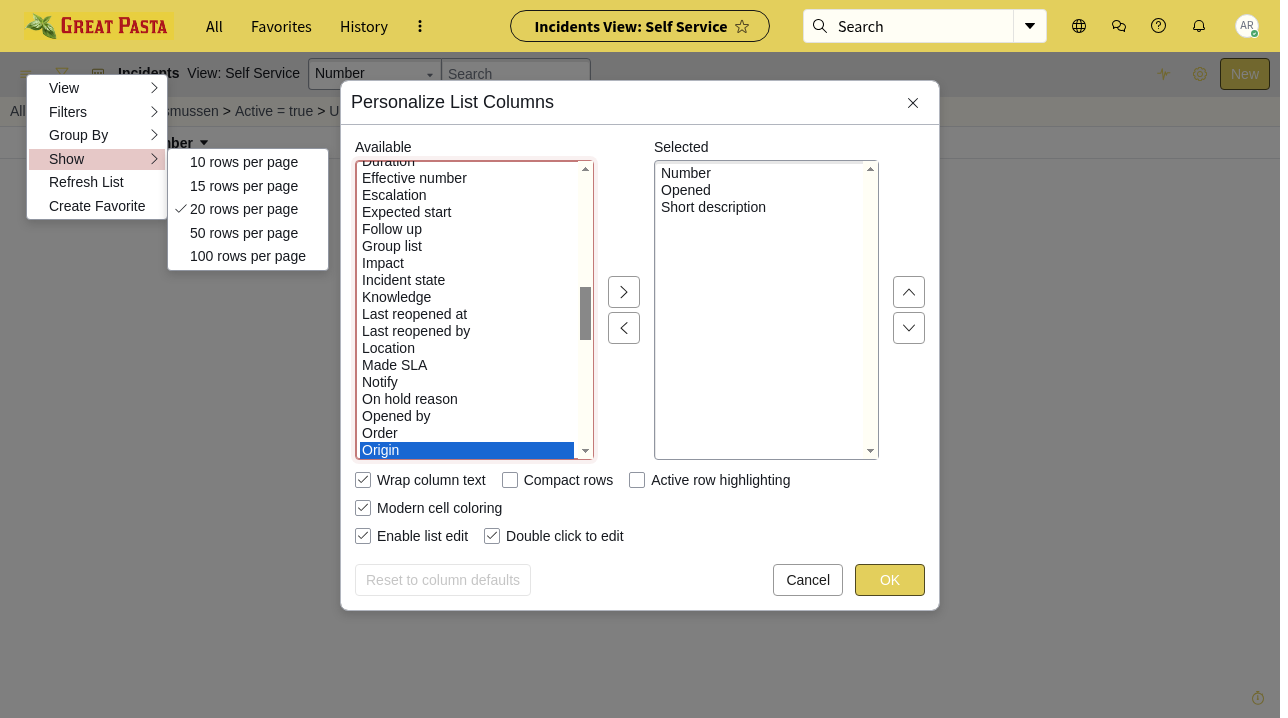 GREAT PASTA
All
Favorites
History
Incidents View: Self Service
Search
AR
Incidents View: Self Service
Number
Search
New
All
smussen > Active = true > U
Number
View
Filters
Group By
Show
Refresh List
Create Favorite
10 rows per page
15 rows per page
20 rows per page
50 rows per page
100 rows per page
Personalize List Columns
Available
Duration
Effective number
Escalation
Expected start
Follow up
Group list
Impact
Incident state
Knowledge
Last reopened at
Last reopened by
Location
Made SLA
Notify
On hold reason
Opened by
Order
Origin
Selected
Number
Opened
Short description
Wrap column text
Compact rows
Active row highlighting
Modern cell coloring
Enable list edit
Double click to edit
Reset to column defaults
Cancel
OK